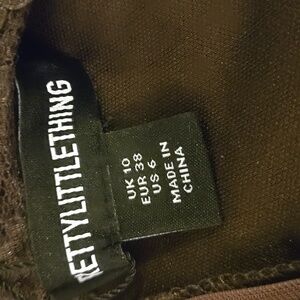 RETTYLITTLETHING
UK 10
EUR 38
US 6
MADE IN
CHINA